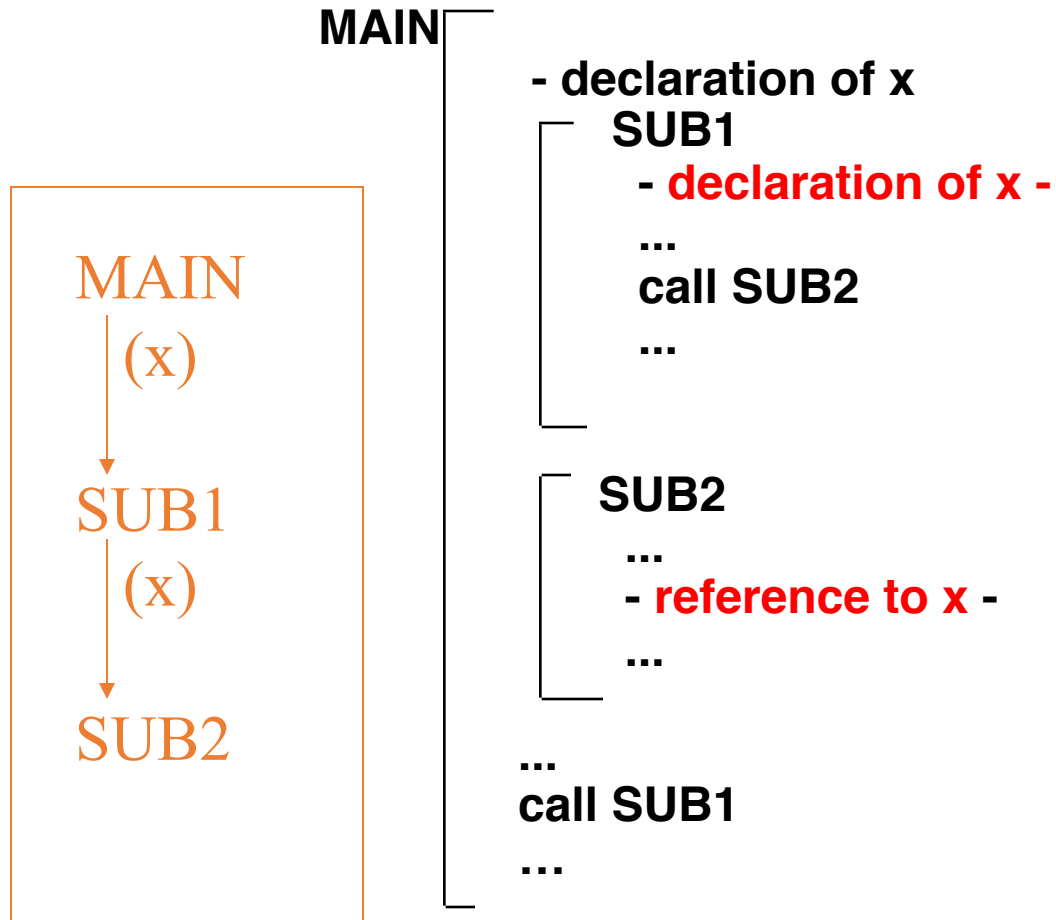 MAIN
- declaration of x
SUB1
- declaration of x -
...
call SUB2
...
SUB2
...
- reference to x -
...
...
call SUB1
...
MAIN
(x)
SUB1
(x)
SUB2